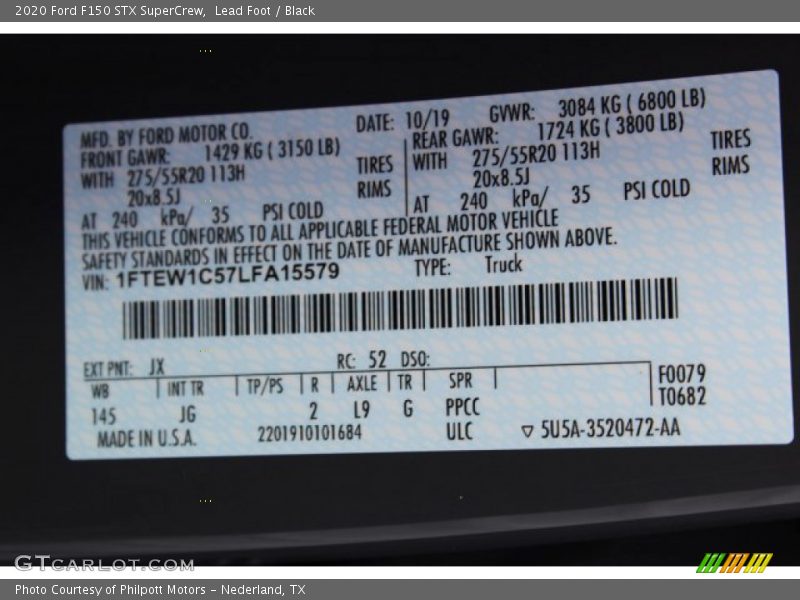 2020 Ford F150 STX SuperCrew,  Lead Foot / Black
MFD. BY FORD MOTOR CO. DATE: 10/19 GVWR: 3084 KG ( 6800 LB)
FRONT GAWR: 1429 KG ( 3150 LB) REAR GAWR: 1724 KG ( 3800 LB)
WITH 275/55R20 113H TIRES WITH 275/55R20 113H TIRES
20x8.5J RIMS 20x8.5J RIMS
AT 240 kPa/ 35 PSI COLD AT 240 kPa/ 35 PSI COLD
THIS VEHICLE CONFORMS TO ALL APPLICABLE FEDERAL MOTOR VEHICLE
SAFETY STANDARDS IN EFFECT ON THE DATE OF MANUFACTURE SHOWN ABOVE.
VIN: 1FTEW1C57LFA15579 TYPE: Truck
EXT PNT: JX RC: 52 DSO:
WB INT TR TP/PS R AXLE TR SPR F0079
145 JG 2 L9 G PPCC T0682
MADE IN U.S.A. 2201910101684 ULC ▽ 5U5A-3520472-AA
GTCARLOT.COM
Photo Courtesy of Philpott Motors - Nederland, TX